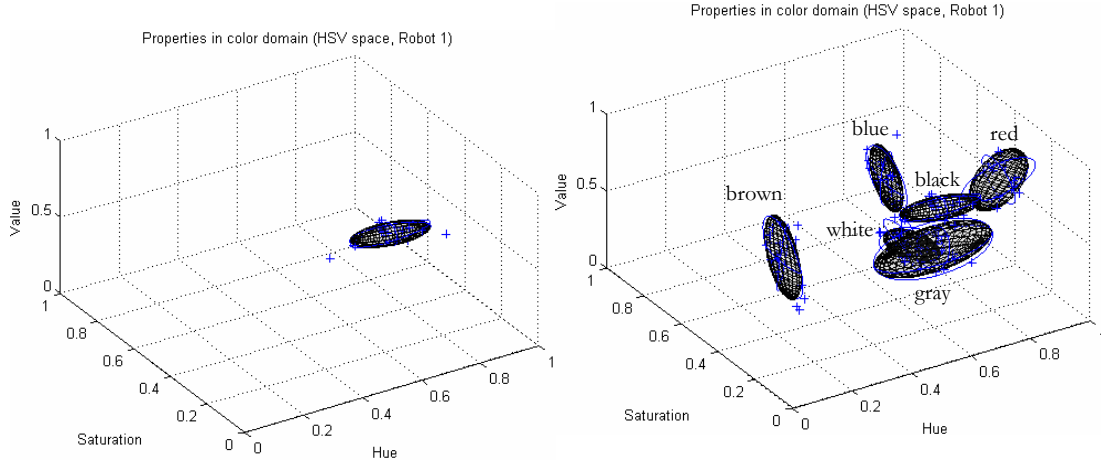 Properties in color domain (HSV space, Robot 1)
1
0.5
0
Value
1
0.8
0.6
0.4
0.2
0
Saturation
0
0.2
0.4
0.6
0.8
1
Hue
Properties in color domain (HSV space, Robot 1)
1
0.5
0
Value
blue
red
black
brown
white
gray
1
0.8
0.6
0.4
0.2
0
Saturation
0
0.2
0.4
0.6
0.8
Hue